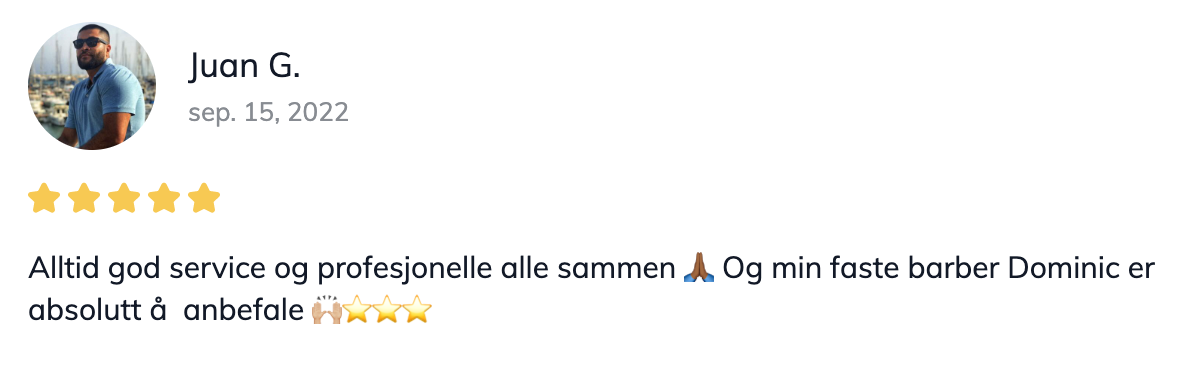 Juan G.
sep. 15, 2022
Alltid god service og profesjonelle alle sammen 🙏🏾 Og min faste barber Dominic er
absolutt å  anbefale 🙌🏼⭐⭐⭐